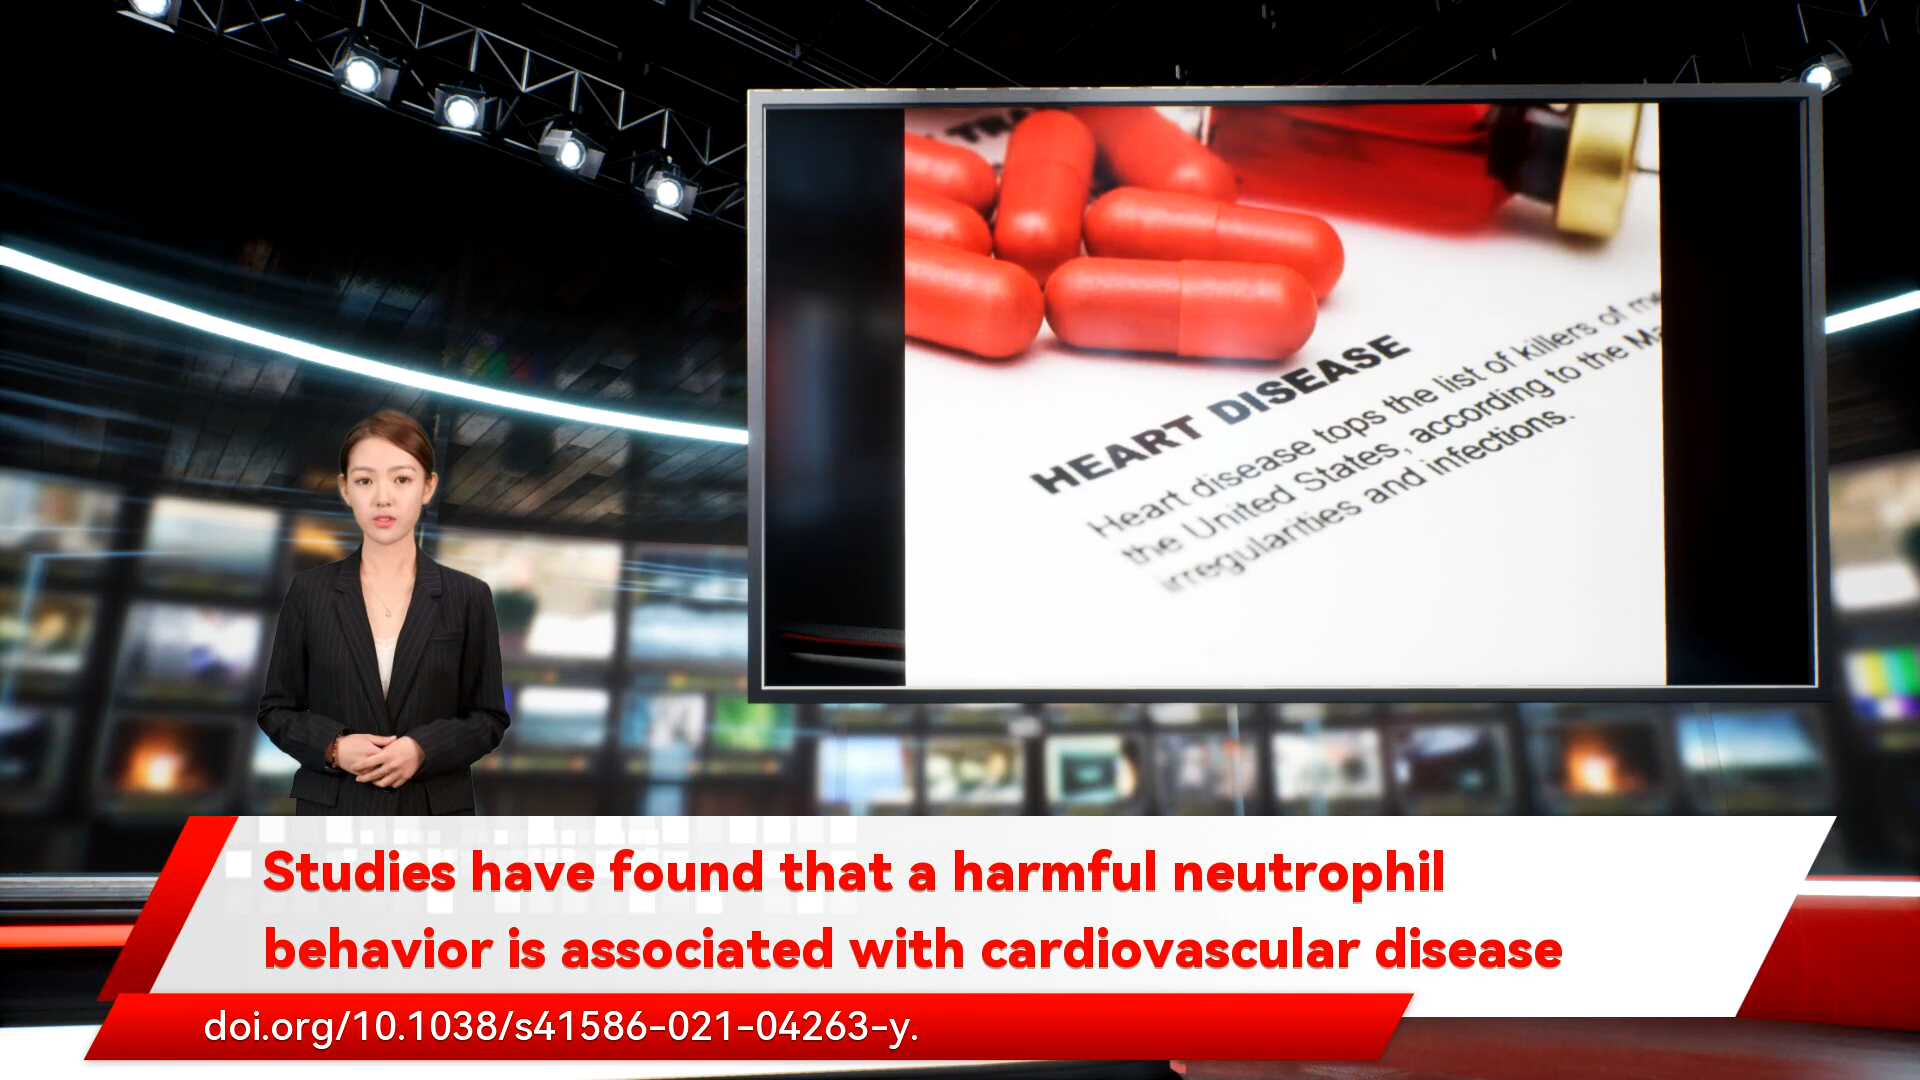 HEART DISEASE
Heart disease tops the list of killers of
the United States, according to the
irregularities and infections.
Studies have found that a harmful neutrophil
behavior is associated with cardiovascular disease
doi.org/10.1038/s41586-021-04263-y.